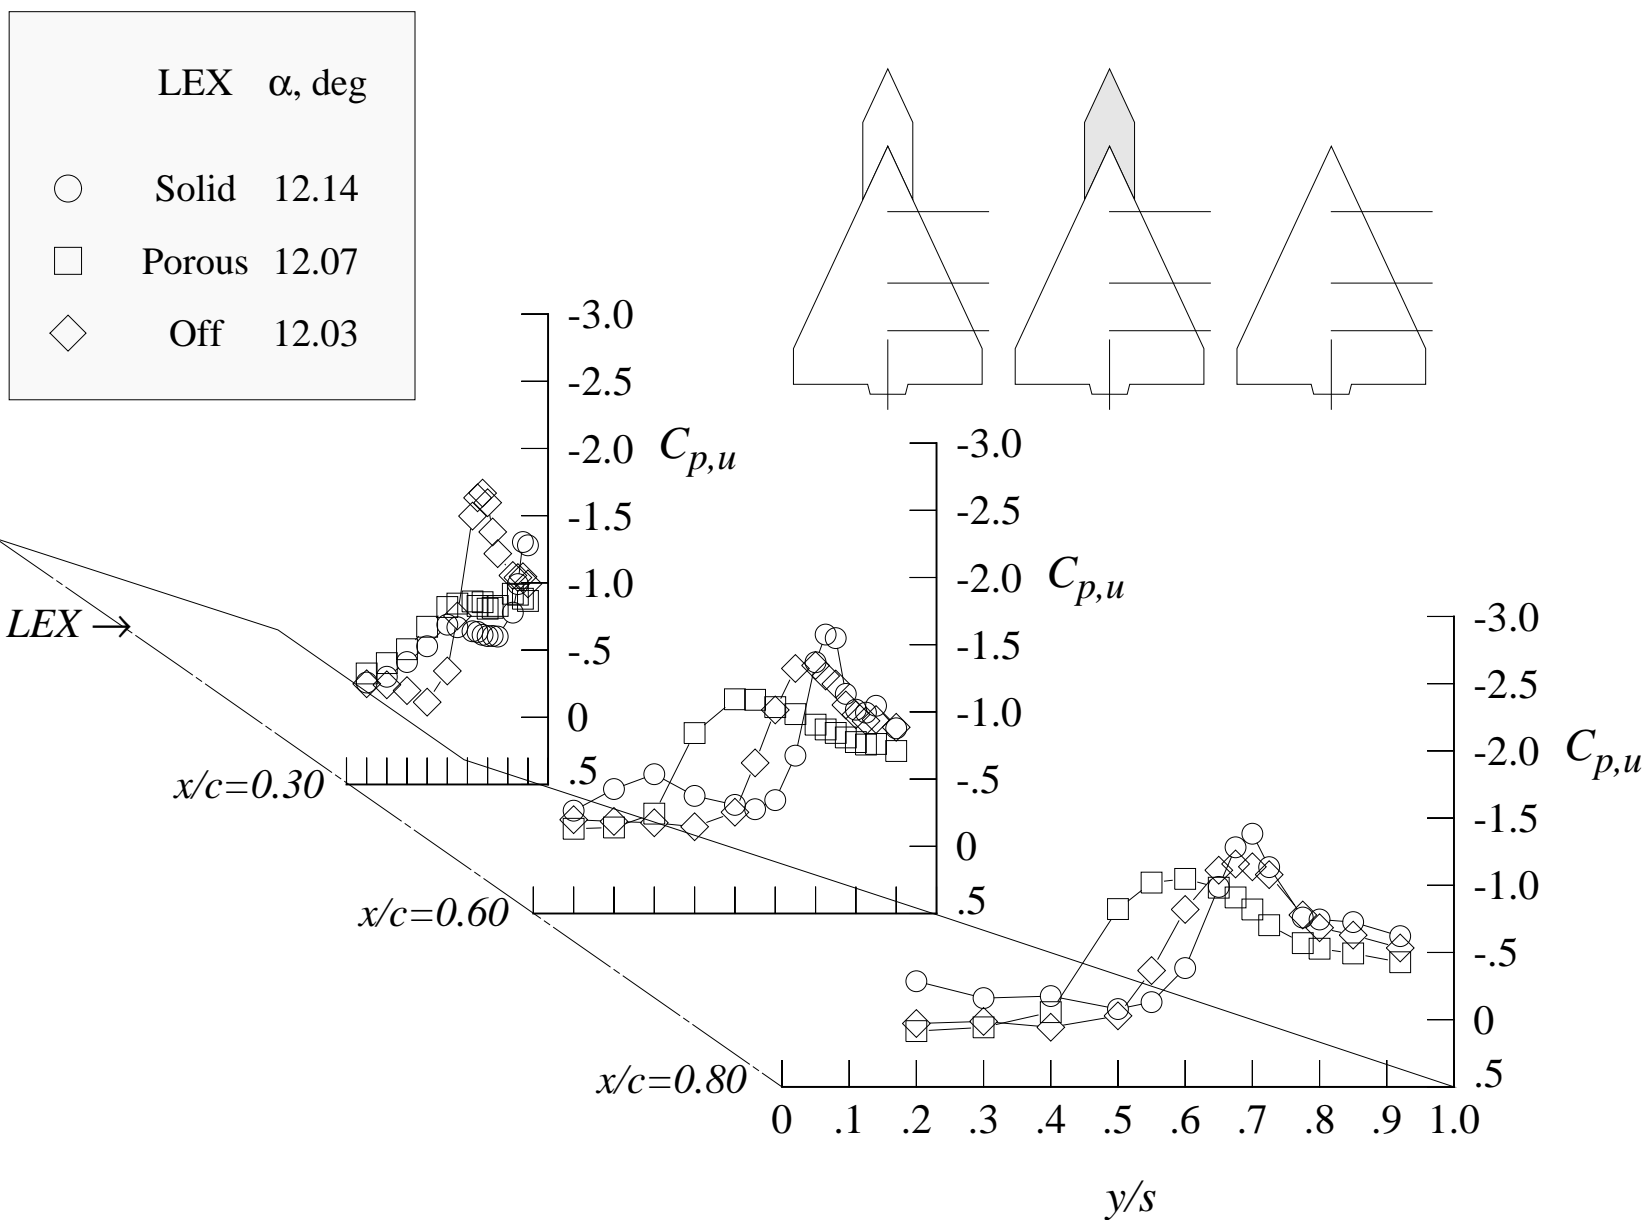 LEX α, deg
Solid 12.14
Porous 12.07
Off 12.03
-3.0
-2.5
-2.0 Cp,u
-1.5
-1.0
-.5
0
.5
LEX →
x/c=0.30
-3.0
-2.5
-2.0 Cp,u
-1.5
-1.0
-.5
0
.5
x/c=0.60
-3.0
-2.5
-2.0 Cp,u
-1.5
-1.0
-.5
0
.5
x/c=0.80
0 .1 .2 .3 .4 .5 .6 .7 .8 .9 1.0
y/s